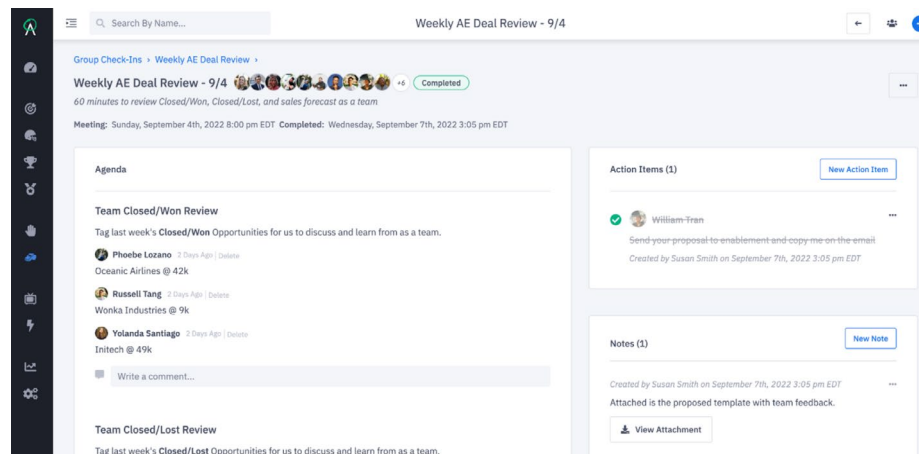 Search By Name...
Weekly AE Deal Review - 9/4
Group Check-Ins › Weekly AE Deal Review ›
Weekly AE Deal Review - 9/4 +6 Completed
60 minutes to review Closed/Won, Closed/Lost, and sales forecast as a team
Meeting: Sunday, September 4th, 2022 8:00 pm EDT Completed: Wednesday, September 7th, 2022 3:05 pm EDT
Agenda
Team Closed/Won Review
Tag last week's Closed/Won Opportunities for us to discuss and learn from as a team.
Phoebe Lozano 2 Days Ago | Delete
Oceanic Airlines @ 42k
Russell Tang 2 Days Ago | Delete
Wonka Industries @ 9k
Yolanda Santiago 2 Days Ago | Delete
Initech @ 49k
Write a comment...
Team Closed/Lost Review
Tag last week's Closed/Lost Opportunities for us to discuss and learn from as a team.
Action Items (1)
New Action Item
William Tran
Send your proposal to enablement and copy me on the email
Created by Susan Smith on September 7th, 2022 3:05 pm EDT
Notes (1)
New Note
Created by Susan Smith on September 7th, 2022 3:05 pm EDT
Attached is the proposed template with team feedback.
View Attachment